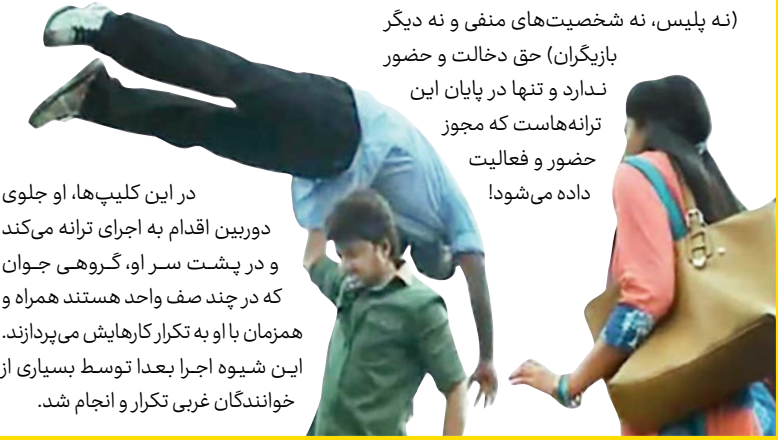 (نه پلیس، نه شخصیت‌های منفی و نه دیگر
بازیگران) حق دخالت و حضور
ندارد و تنها در پایان این
ترانه‌هاست که مجوز
حضور و فعالیت
داده می‌شود!
در این کلیپ‌ها، او جلوی
دوربین اقدام به اجرای ترانه می‌کند
و در پشت سر او، گروهی جوان
که در چند صف واحد هستند همراه و
همزمان با او به تکرار کارهایش می‌پردازند.
این شیوه اجرا بعدا توسط بسیاری از
خوانندگان غربی تکرار و انجام شد.